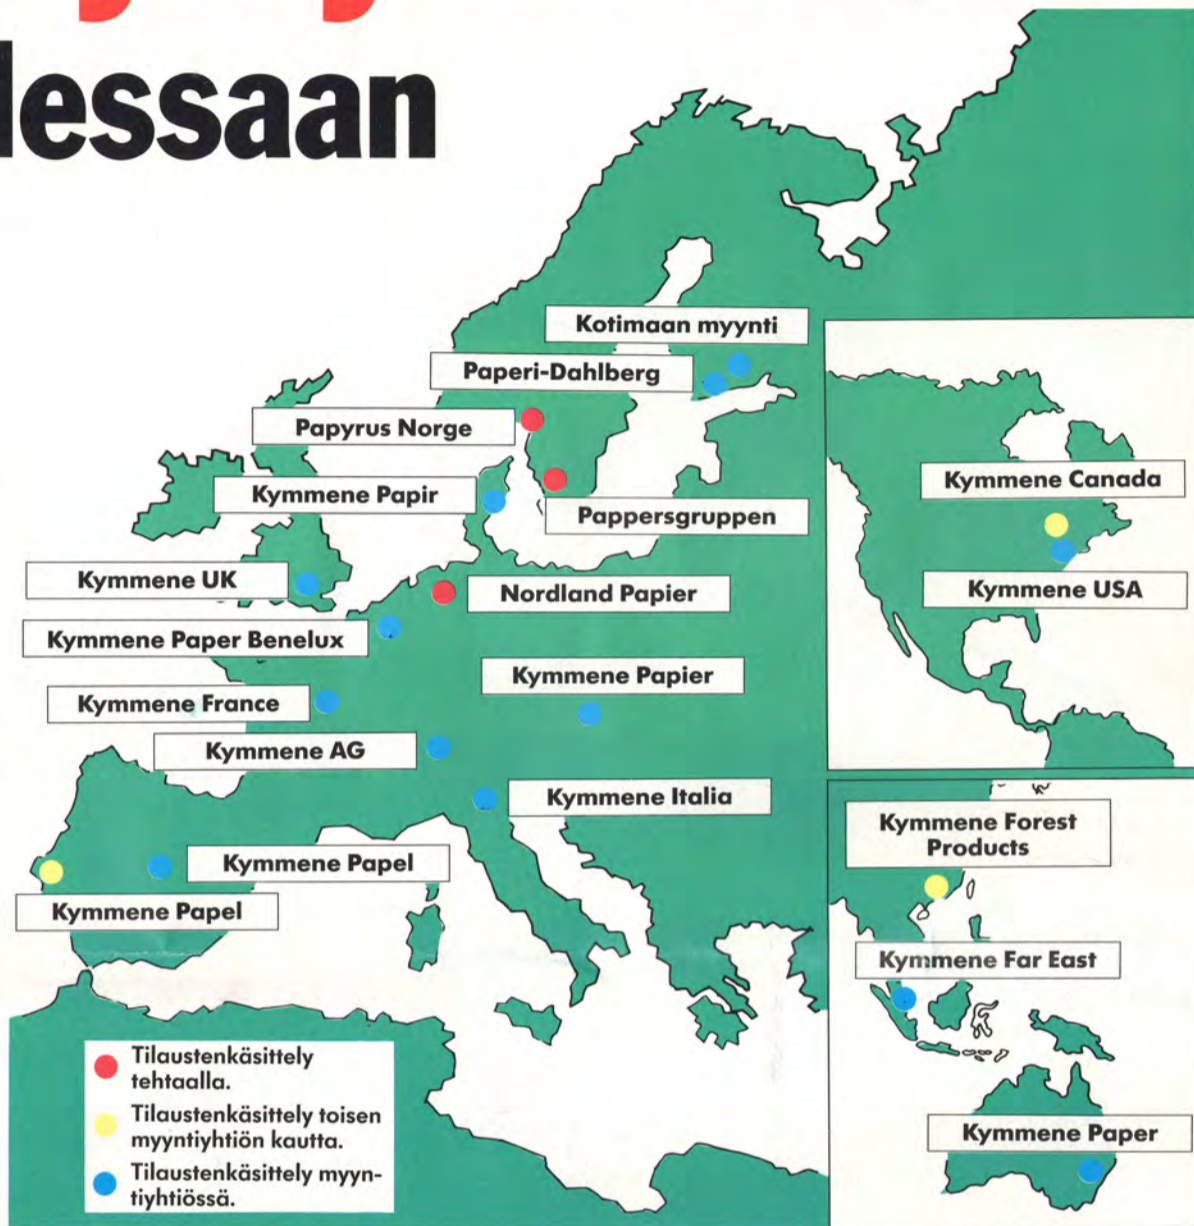 lessaan
Kotimaan myynti
Paperi-Dahlberg
Papyrus Norge
Kymmene Papir
Pappersgruppen
Kymmene UK
Nordland Papier
Kymmene Paper Benelux
Kymmene Papier
Kymmene France
Kymmene AG
Kymmene Italia
Kymmene Papel
Kymmene Papel
Kymmene Canada
Kymmene USA
Kymmene Forest
Products
Kymmene Far East
Kymmene Paper
Tilaustenkäsittely
tehtaalla.
Tilaustenkäsittely toisen
myyntiyhtiön kautta.
Tilaustenkäsittely myyn-
tiyhtiössä.